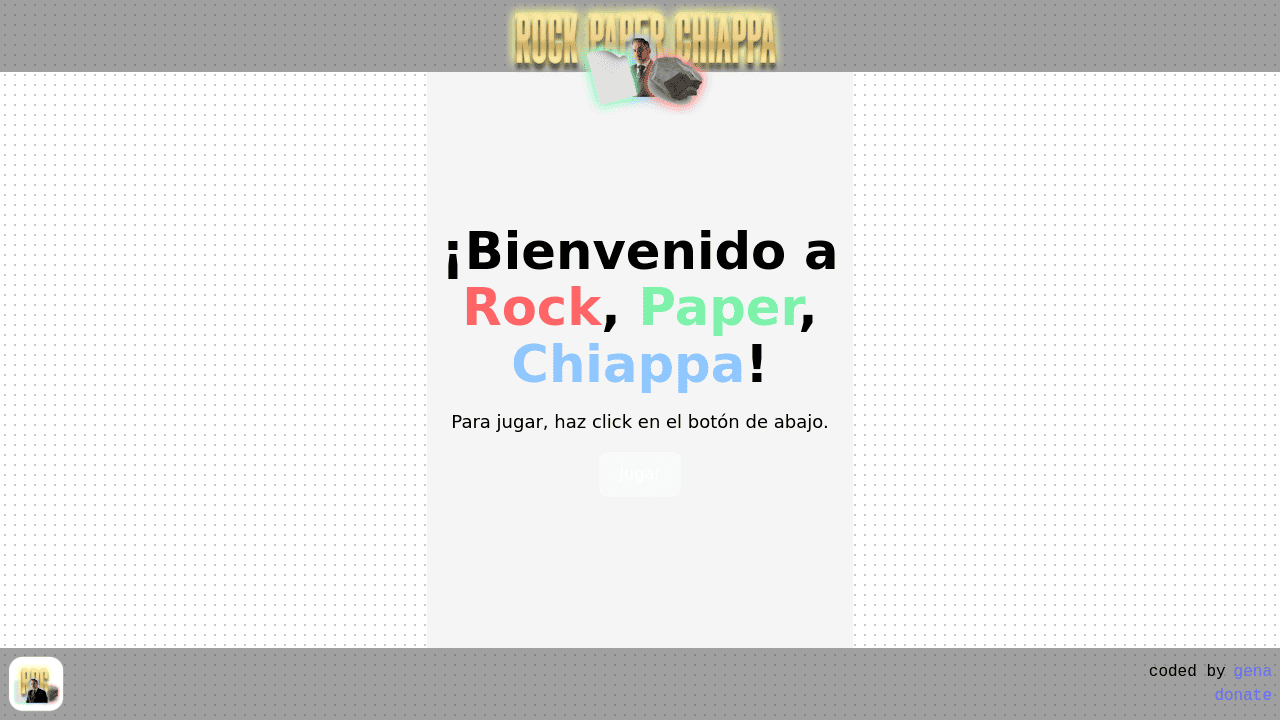 ROCK PAPER CHIAPPA
¡Bienvenido a
Rock, Paper,
Chiappa!
Para jugar, haz click en el botón de abajo.
Jugar
RPC
coded by gena
donate